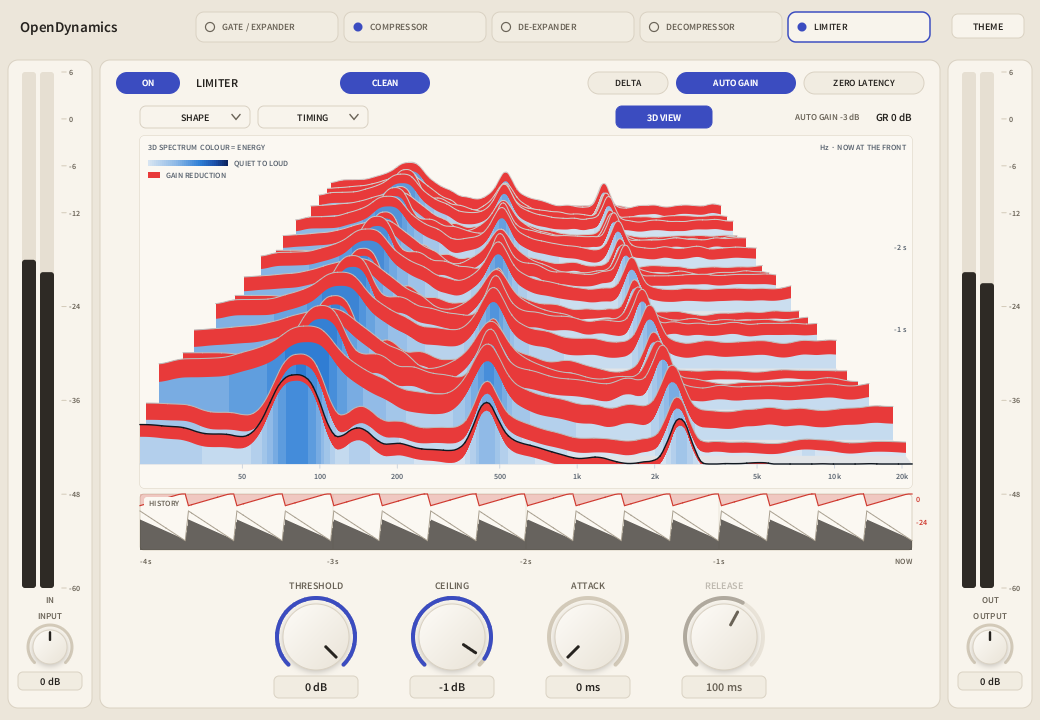 OpenDynamics
GATE / EXPANDER
COMPRESSOR
DE-EXPANDER
DECOMPRESSOR
LIMITER
THEME
ON
LIMITER
CLEAN
DELTA
AUTO GAIN
ZERO LATENCY
SHAPE
TIMING
3D VIEW
AUTO GAIN -3 dB
GR 0 dB
3D SPECTRUM COLOUR = ENERGY
QUIET TO LOUD
GAIN REDUCTION
Hz · NOW AT THE FRONT
-2 s
-1 s
50
100
200
500
1k
2k
5k
10k
20k
HISTORY
0
-24
-4s
-3s
-2s
-1s
NOW
6
0
-6
-12
-24
-36
-48
-60
IN
INPUT
0 dB
THRESHOLD
0 dB
CEILING
-1 dB
ATTACK
0 ms
RELEASE
100 ms
6
0
-6
-12
-24
-36
-48
-60
OUT
OUTPUT
0 dB